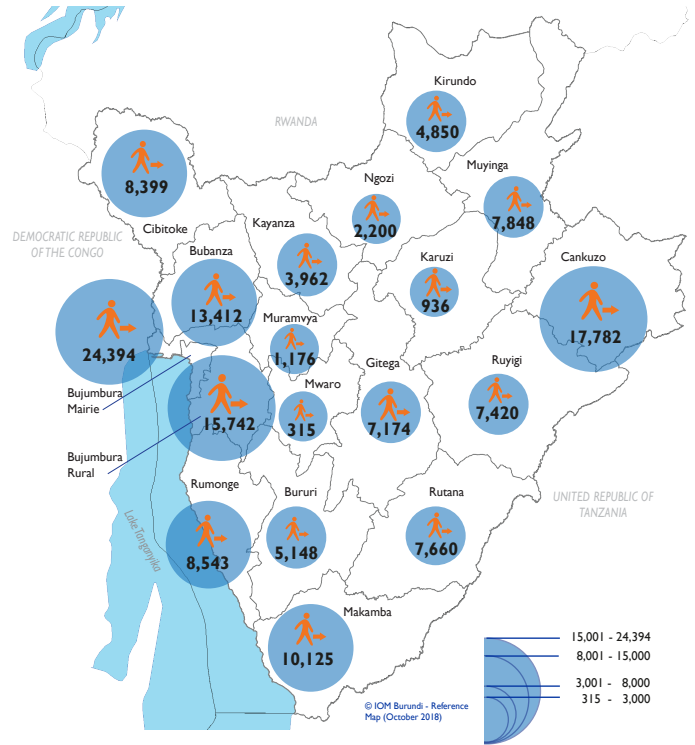 Kirundo
4,850
RWANDA
Muyinga
7,848
Ngozi
2,200
8,399
Cibitoke
DEMOCRATIC REPUBLIC
OF THE CONGO
Kayanza
3,962
Bubanza
13,412
Karuzi
936
Cankuzo
17,782
24,394
Muramvya
1,176
Gitega
7,174
Ruyigi
7,420
Mwaro
315
Bujumbura
Mairie
15,742
Bujumbura
Rural
Rumonge
8,543
Bururi
5,148
Rutana
7,660
UNITED REPUBLIC OF
TANZANIA
Lake Tanganyika
Makamba
10,125
15,001 - 24,394
8,001 - 15,000
3,001 - 8,000
315 - 3,000
© IOM Burundi - Reference
Map (October 2018)